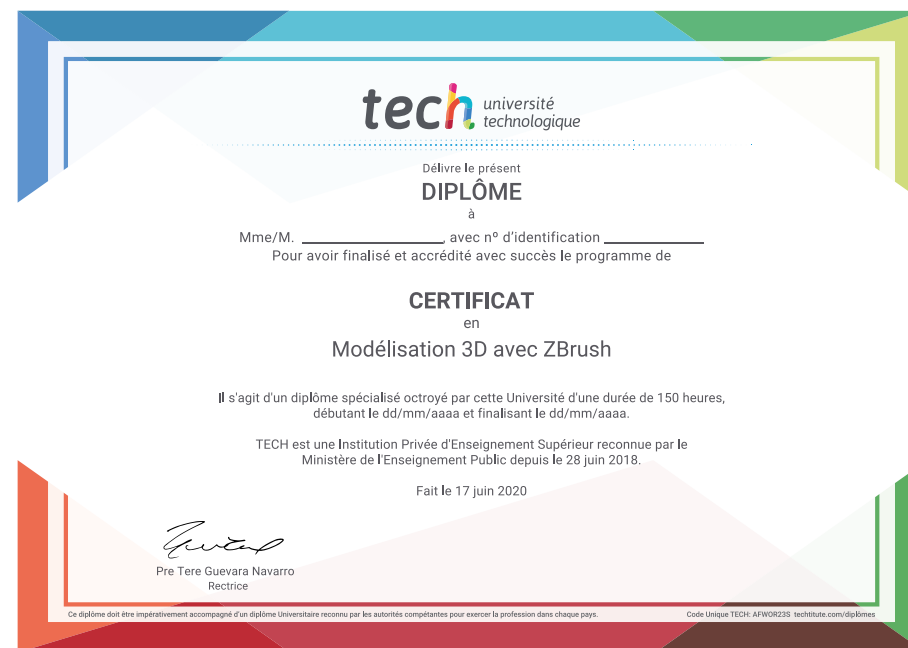 tech université
technologique
Délivre le présent
DIPLÔME
à
Mme/M. ____________________, avec nº d'identification ______________
Pour avoir finalisé et accrédité avec succès le programme de
CERTIFICAT
en
Modélisation 3D avec ZBrush
Il s'agit d'un diplôme spécialisé octroyé par cette Université d'une durée de 150 heures,
débutant le dd/mm/aaaa et finalisant le dd/mm/aaaa.
TECH est une Institution Privée d'Enseignement Supérieur reconnue par le
Ministère de l'Enseignement Public depuis le 28 juin 2018.
Fait le 17 juin 2020
Pre Tere Guevara Navarro
Rectrice
Ce diplôme doit être impérativement accompagné d'un diplôme Universitaire reconnu par les autorités compétentes pour exercer la profession dans chaque pays. Code Unique TECH: AFWOR23S techtitute.com/diplômes